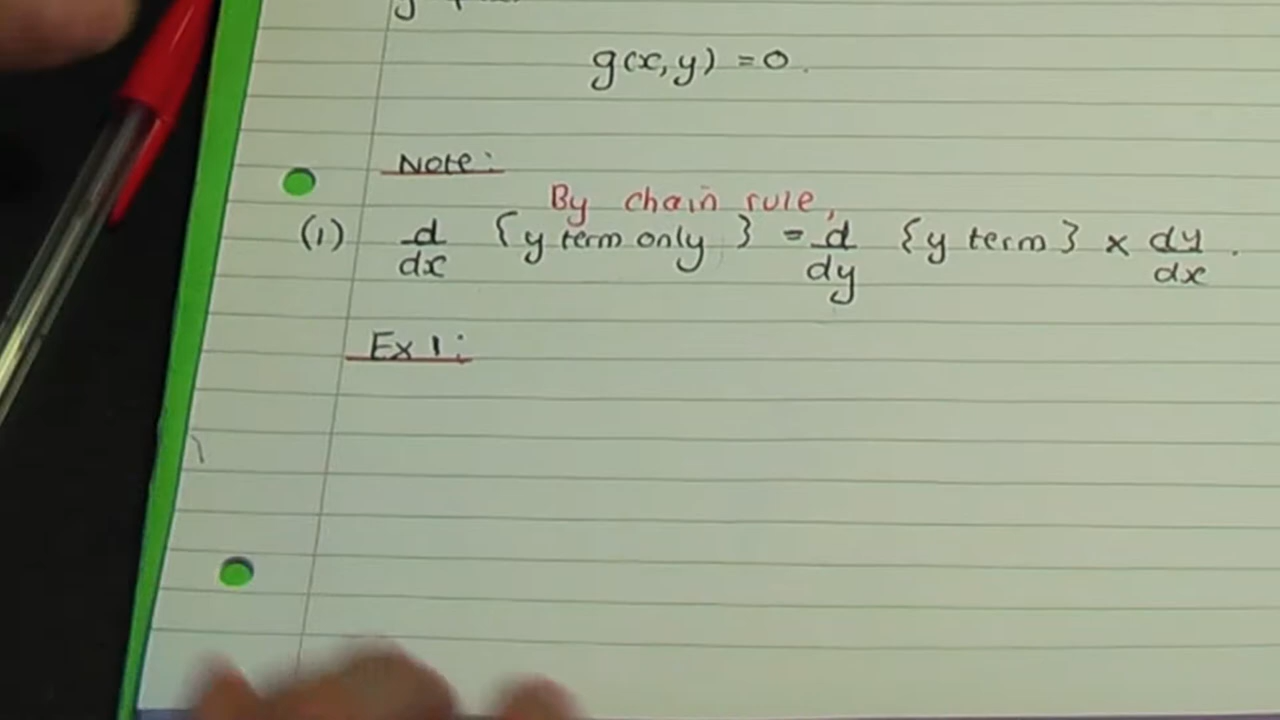 g(x,y) = 0.
Note:
By chain rule,
(1) d/dx {y term only} = d/dy {y term} × dy/dx.
Ex 1: